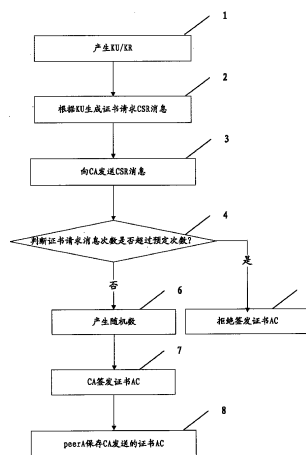 1
产生KU/KR
2
根据KU生成证书请求CSR消息
3
向CA发送CSR消息
4
判断证书请求消息次数是否超过预定次数?
否
是
6
产生随机数
拒绝签发证书AC
7
CA签发证书AC
8
peerA保存CA发送的证书AC